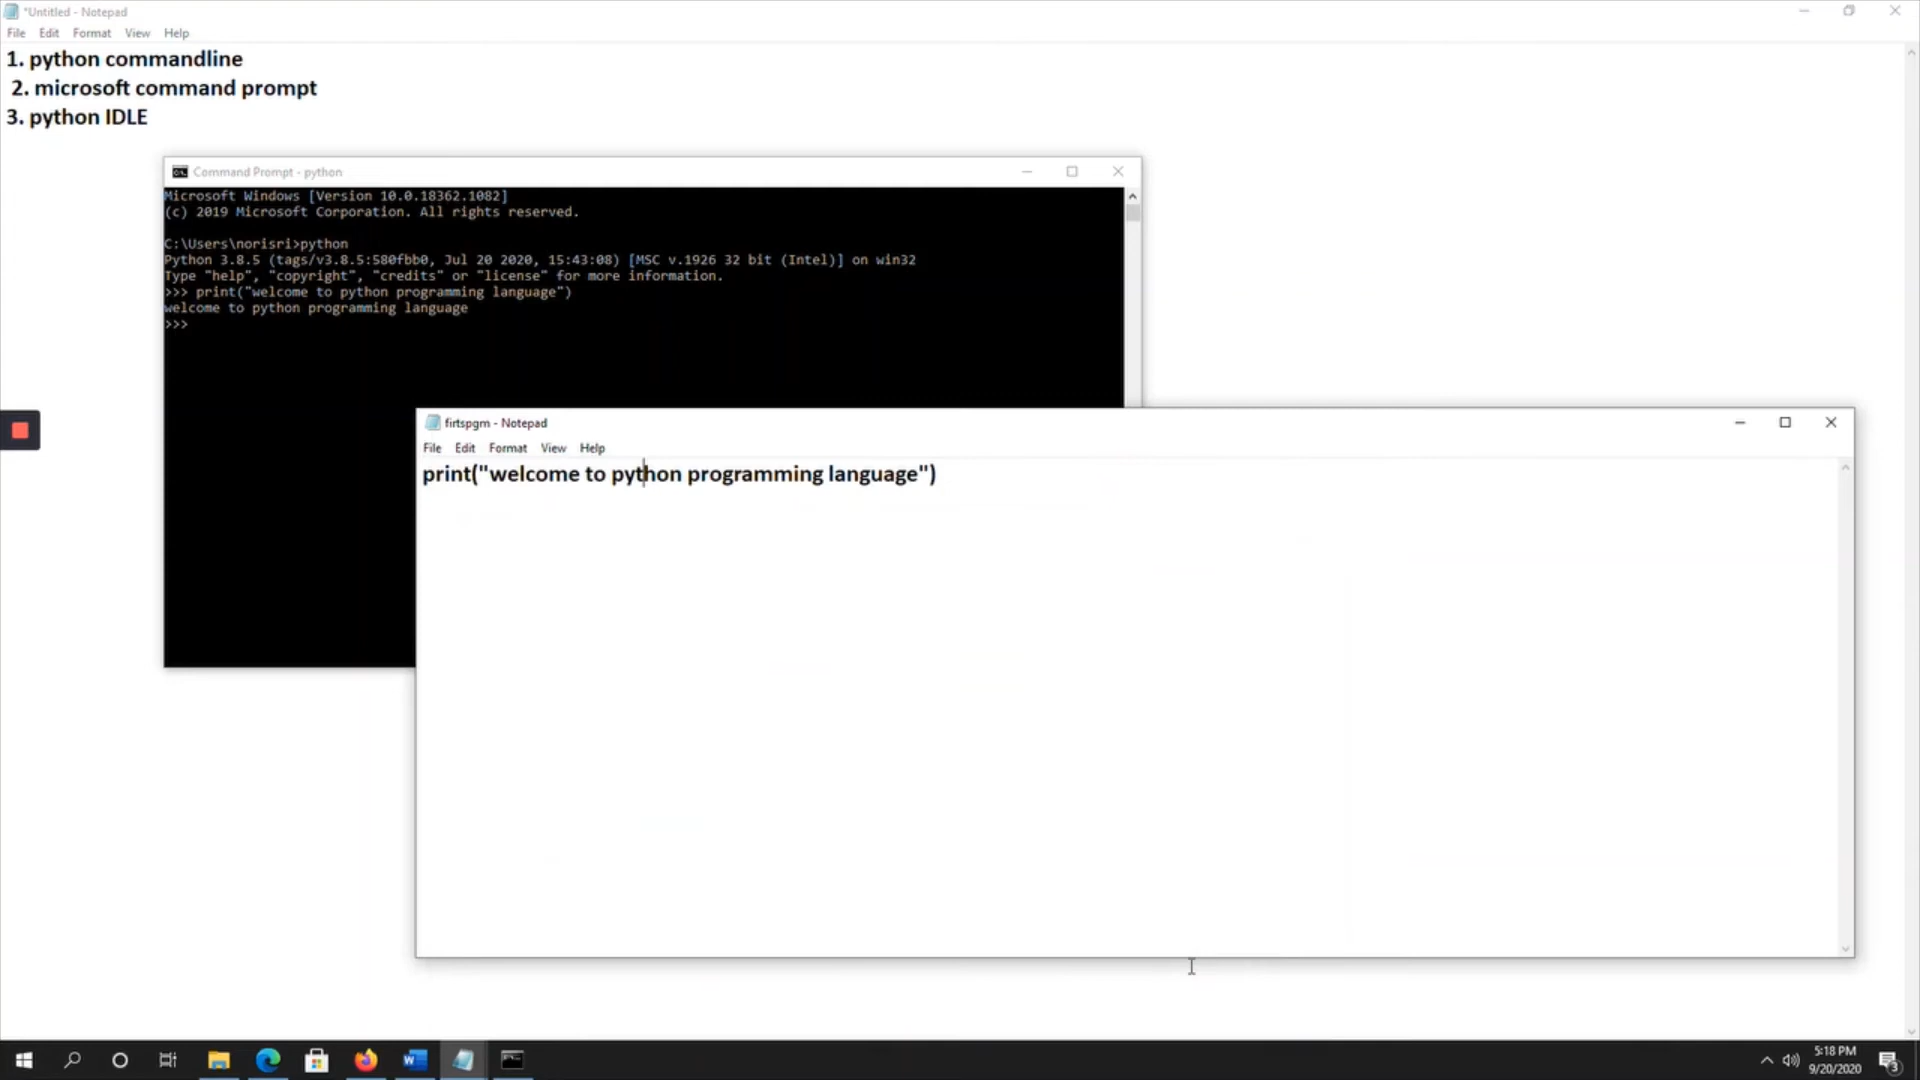 *Untitled - Notepad
File Edit Format View Help
1. python commandline
2. microsoft command prompt
3. python IDLE
Command Prompt - python
Microsoft Windows [Version 10.0.18362.1082]
(c) 2019 Microsoft Corporation. All rights reserved.
C:\Users\norisri>python
Python 3.8.5 (tags/v3.8.5:580fbb0, Jul 20 2020, 15:43:08) [MSC v.1926 32 bit (Intel)] on win32
Type "help", "copyright", "credits" or "license" for more information.
>>> print("welcome to python programming language")
welcome to python programming language
>>>
firtspgm - Notepad
File Edit Format View Help
print("welcome to python programming language")
5:18 PM
9/20/2020
3